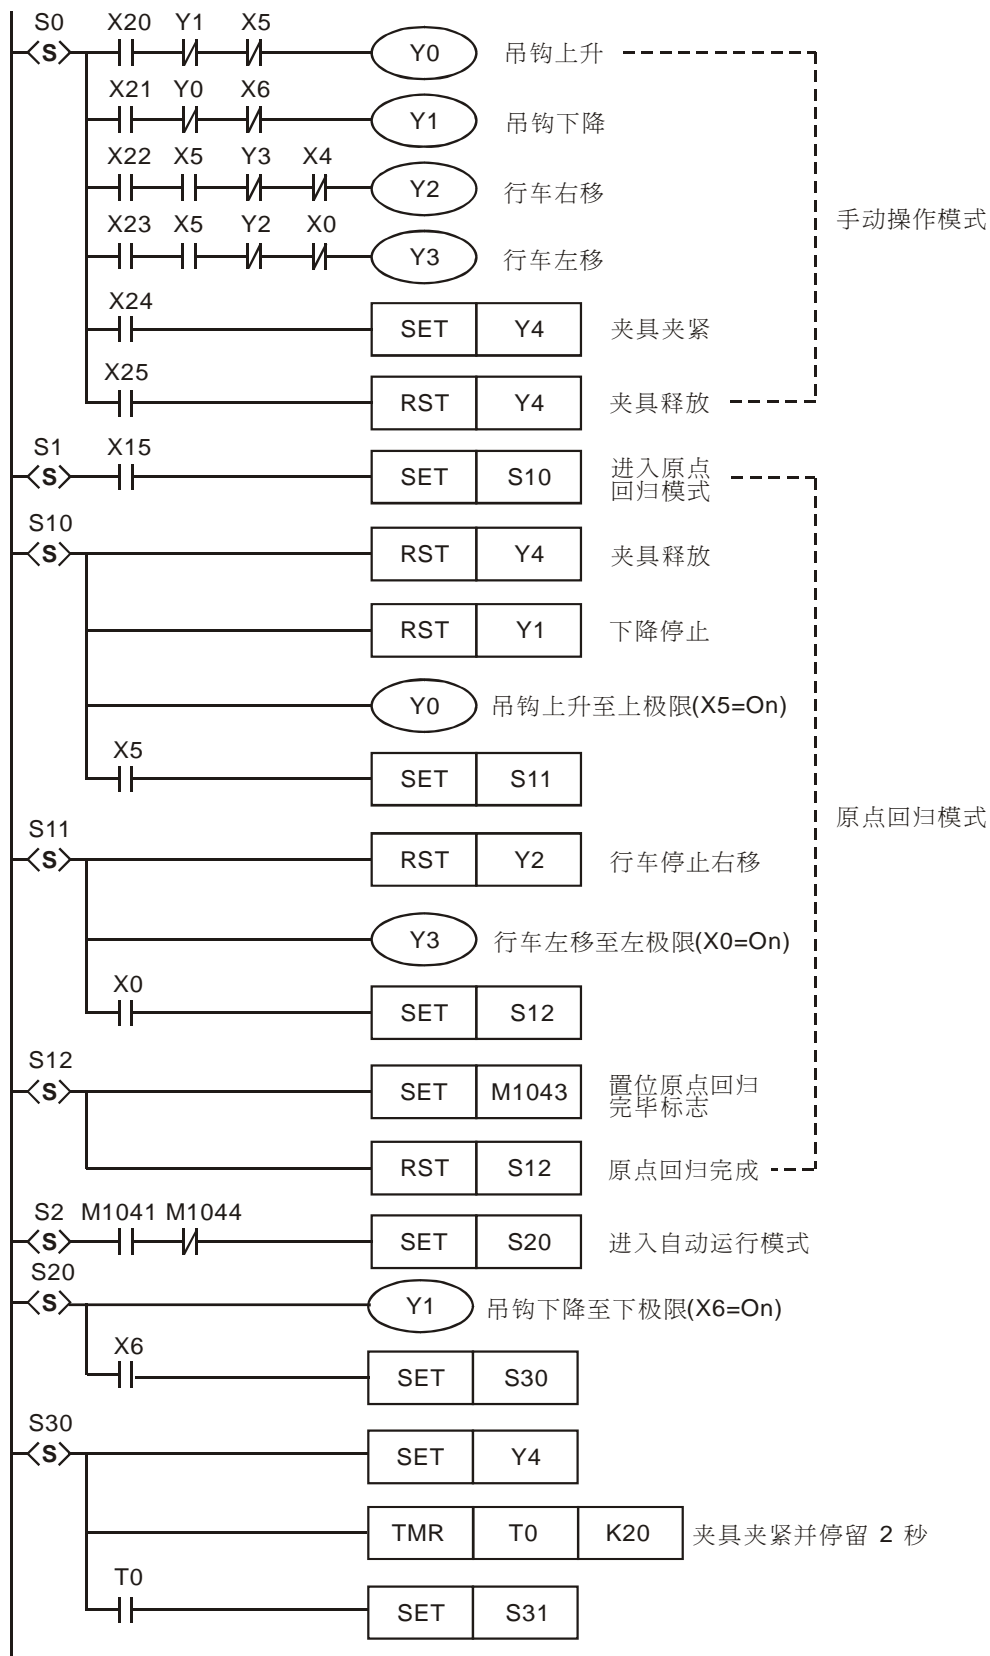 S0 X20 Y1 X5
S Y0 吊钩上升
X21 Y0 X6
Y1 吊钩下降
X22 X5 Y3 X4
Y2 行车右移
手动操作模式
X23 X5 Y2 X0
Y3 行车左移
X24
SET Y4 夹具夹紧
X25
RST Y4 夹具释放
S1 X15
S SET S10 进入原点
回归模式
S10
S RST Y4 夹具释放
RST Y1 下降停止
Y0 吊钩上升至上极限(X5=On)
X5
SET S11
原点回归模式
S11
S RST Y2 行车停止右移
Y3 行车左移至左极限(X0=On)
X0
SET S12
S12
S SET M1043 置位原点回归
完毕标志
RST S12 原点回归完成
S2 M1041 M1044
S SET S20 进入自动运行模式
S20
S Y1 吊钩下降至下极限(X6=On)
X6
SET S30
S30
S SET Y4
TMR T0 K20 夹具夹紧并停留 2 秒
T0
SET S31